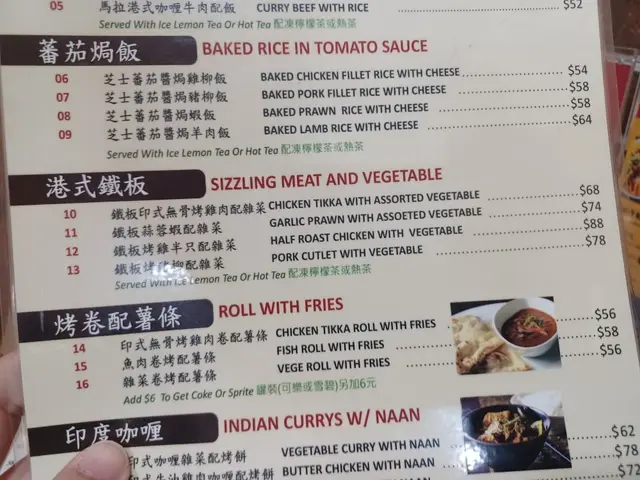 05 馬拉港式咖喱牛肉配飯 CURRY BEEF WITH RICE $52
Served With Ice Lemon Tea Or Hot Tea 配凍檸檬茶或熱茶
蕃茄焗飯 BAKED RICE IN TOMATO SAUCE
06 芝士蕃茄醬焗雞柳飯 BAKED CHICKEN FILLET RICE WITH CHEESE $54
07 芝士蕃茄醬焗豬柳飯 BAKED PORK FILLET RICE WITH CHEESE $58
08 芝士蕃茄醬焗蝦飯 BAKED PRAWN RICE WITH CHEESE $58
09 芝士蕃茄醬焗羊肉飯 BAKED LAMB RICE WITH CHEESE $64
Served With Ice Lemon Tea Or Hot Tea 配凍檸檬茶或熱茶
港式鐵板 SIZZLING MEAT AND VEGETABLE
10 鐵板印式無骨烤雞肉配雜菜 CHICKEN TIKKA WITH ASSORTED VEGETABLE $68
11 鐵板蒜蓉蝦配雜菜 GARLIC PRAWN WITH ASSOETED VEGETABLE $74
12 鐵板烤雞半只配雜菜 HALF ROAST CHICKEN WITH VEGETABLE $88
13 鐵板烤豬柳配雜菜 PORK CUTLET WITH VEGETABLE $78
Served With Ice Lemon Tea Or Hot Tea 配凍檸檬茶或熱茶
烤卷配薯條 ROLL WITH FRIES
14 印式無骨烤雞肉卷配薯條 CHICKEN TIKKA ROLL WITH FRIES $56
15 魚肉卷烤配薯條 FISH ROLL WITH FRIES $58
16 雜菜卷烤配薯條 VEGE ROLL WITH FRIES $56
Add $6 To Get Coke Or Sprite 罐裝(可樂或雪碧)另加6元
印度咖喱 INDIAN CURRYS W/ NAAN
印式咖喱雜菜配烤餅 VEGETABLE CURRY WITH NAAN $62
BUTTER CHICKEN WITH NAAN $78
WITH NAAN $72